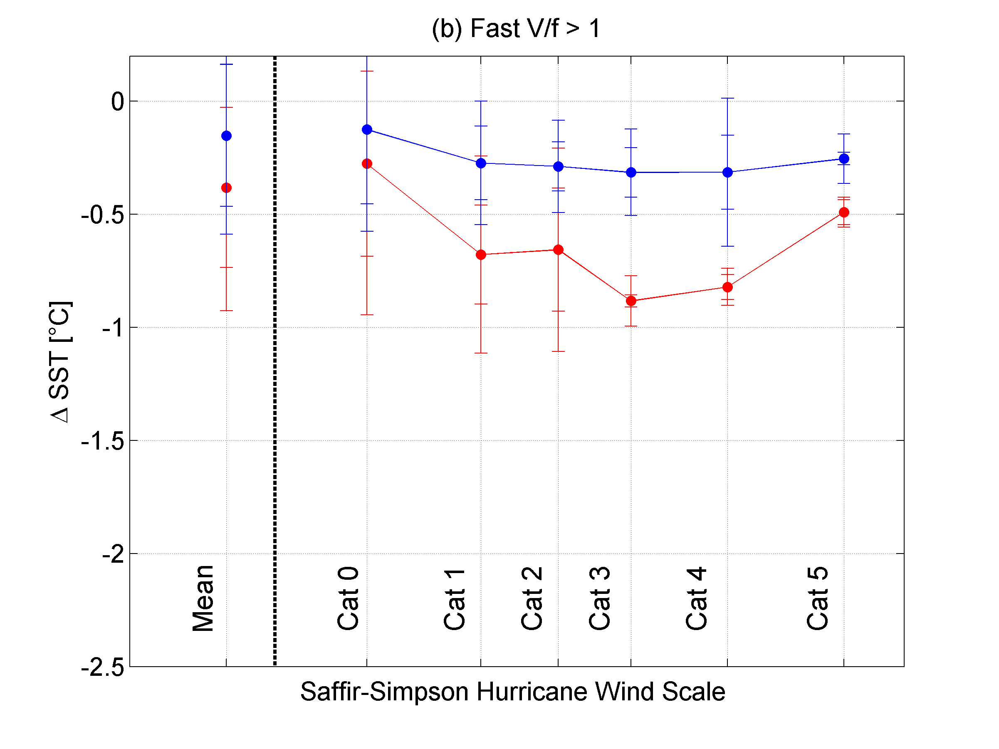 (b) Fast V/f > 1
0
-0.5
-1
-1.5
-2
-2.5
Δ SST [°C]
Mean
Cat 0
Cat 1
Cat 2
Cat 3
Cat 4
Cat 5
Saffir-Simpson Hurricane Wind Scale